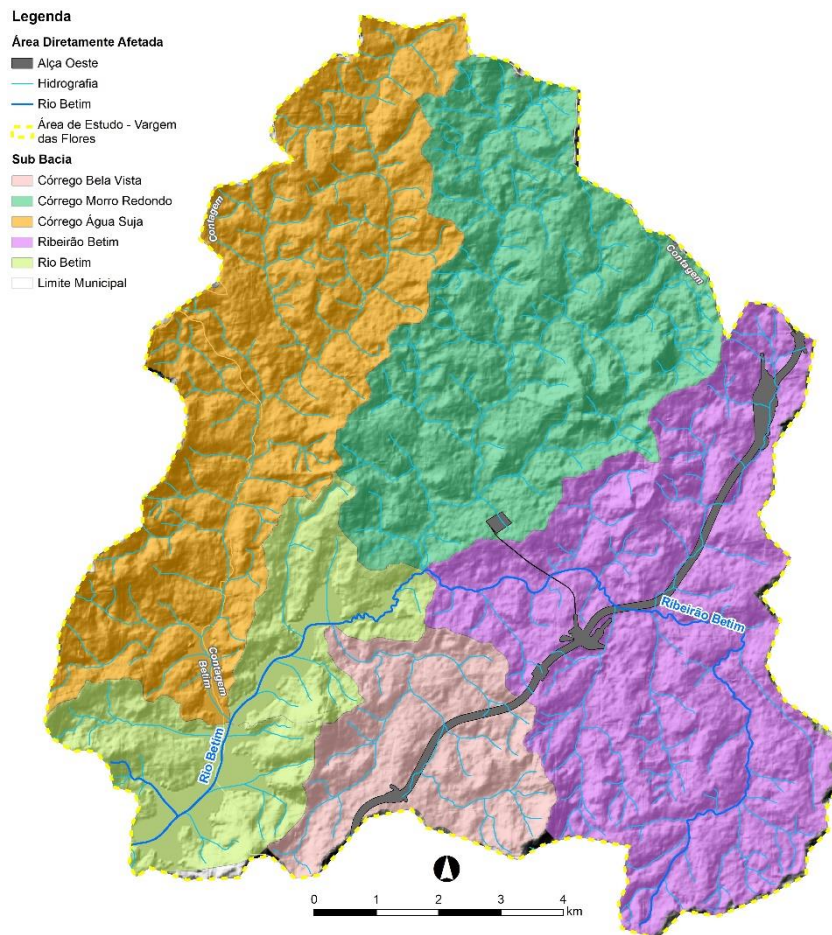 Legenda
Área Diretamente Afetada
Alça Oeste
Hidrografia
Rio Betim
Área de Estudo - Vargem
das Flores
Sub Bacia
Córrego Bela Vista
Córrego Morro Redondo
Córrego Água Suja
Ribeirão Betim
Rio Betim
Limite Municipal
Contagem
Contagem
Ribeirão Betim
Contagem
Betim
Rio Betim
0 1 2 3 4
km